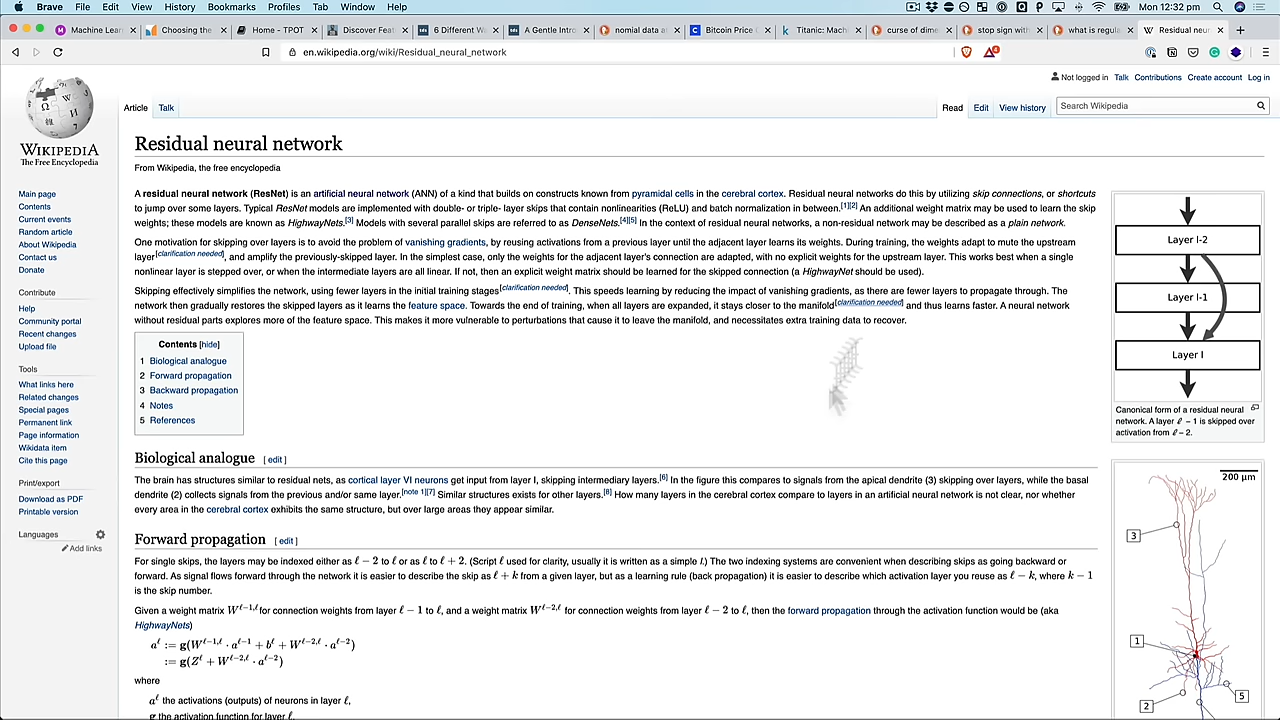 Brave File Edit View History Bookmarks Profiles Tab Window Help Mon 12:32 pm
Machine Lear Choosing the Home - TPOT Discover Fea 6 Different W A Gentle Intro nomial data a Bitcoin Price Titanic: Mac curse of dime stop sign with what is regula Residual neur
en.wikipedia.org/wiki/Residual_neural_network
Not logged in Talk Contributions Create account Log in
Article Talk Read Edit View history Search Wikipedia
WIKIPEDIA
The Free Encyclopedia
Main page
Contents
Current events
Random article
About Wikipedia
Contact us
Donate
Contribute
Help
Community portal
Recent changes
Upload file
Tools
What links here
Related changes
Special pages
Permanent link
Page information
Wikidata item
Cite this page
Print/export
Download as PDF
Printable version
Languages
Add links
Residual neural network
From Wikipedia, the free encyclopedia
A residual neural network (ResNet) is an artificial neural network (ANN) of a kind that builds on constructs known from pyramidal cells in the cerebral cortex. Residual neural networks do this by utilizing skip connections, or shortcuts
to jump over some layers. Typical ResNet models are implemented with double- or triple- layer skips that contain nonlinearities (ReLU) and batch normalization in between.[1][2] An additional weight matrix may be used to learn the skip
weights; these models are known as HighwayNets.[3] Models with several parallel skips are referred to as DenseNets.[4][5] In the context of residual neural networks, a non-residual network may be described as a plain network.
One motivation for skipping over layers is to avoid the problem of vanishing gradients, by reusing activations from a previous layer until the adjacent layer learns its weights. During training, the weights adapt to mute the upstream
layer[clarification needed], and amplify the previously-skipped layer. In the simplest case, only the weights for the adjacent layer's connection are adapted, with no explicit weights for the upstream layer. This works best when a single
nonlinear layer is stepped over, or when the intermediate layers are all linear. If not, then an explicit weight matrix should be learned for the skipped connection (a HighwayNet should be used).
Skipping effectively simplifies the network, using fewer layers in the initial training stages[clarification needed]. This speeds learning by reducing the impact of vanishing gradients, as there are fewer layers to propagate through. The
network then gradually restores the skipped layers as it learns the feature space. Towards the end of training, when all layers are expanded, it stays closer to the manifold[clarification needed] and thus learns faster. A neural network
without residual parts explores more of the feature space. This makes it more vulnerable to perturbations that cause it to leave the manifold, and necessitates extra training data to recover.
Contents [hide]
1 Biological analogue
2 Forward propagation
3 Backward propagation
4 Notes
5 References
Biological analogue [ edit ]
The brain has structures similar to residual nets, as cortical layer VI neurons get input from layer I, skipping intermediary layers.[6] In the figure this compares to signals from the apical dendrite (3) skipping over layers, while the basal
dendrite (2) collects signals from the previous and/or same layer.[note 1][7] Similar structures exists for other layers.[8] How many layers in the cerebral cortex compare to layers in an artificial neural network is not clear, nor whether
every area in the cerebral cortex exhibits the same structure, but over large areas they appear similar.
Forward propagation [ edit ]
For single skips, the layers may be indexed either as ℓ − 2 to ℓ or as ℓ to ℓ + 2. (Script ℓ used for clarity, usually it is written as a simple l.) The two indexing systems are convenient when describing skips as going backward or
forward. As signal flows forward through the network it is easier to describe the skip as ℓ + k from a given layer, but as a learning rule (back propagation) it is easier to describe which activation layer you reuse as ℓ − k, where k − 1
is the skip number.
Given a weight matrix W^{ℓ−1,ℓ} for connection weights from layer ℓ − 1 to ℓ, and a weight matrix W^{ℓ−2,ℓ} for connection weights from layer ℓ − 2 to ℓ, then the forward propagation through the activation function would be (aka
HighwayNets)
a^ℓ := g(W^{ℓ−1,ℓ} · a^{ℓ−1} + b^ℓ + W^{ℓ−2,ℓ} · a^{ℓ−2})
:= g(Z^ℓ + W^{ℓ−2,ℓ} · a^{ℓ−2})
where
a^ℓ the activations (outputs) of neurons in layer ℓ,
g the activation function for layer ℓ,
Layer l-2
Layer l-1
Layer l
Canonical form of a residual neural
network. A layer ℓ − 1 is skipped over
activation from ℓ − 2.
200 μm
3
1
5
2